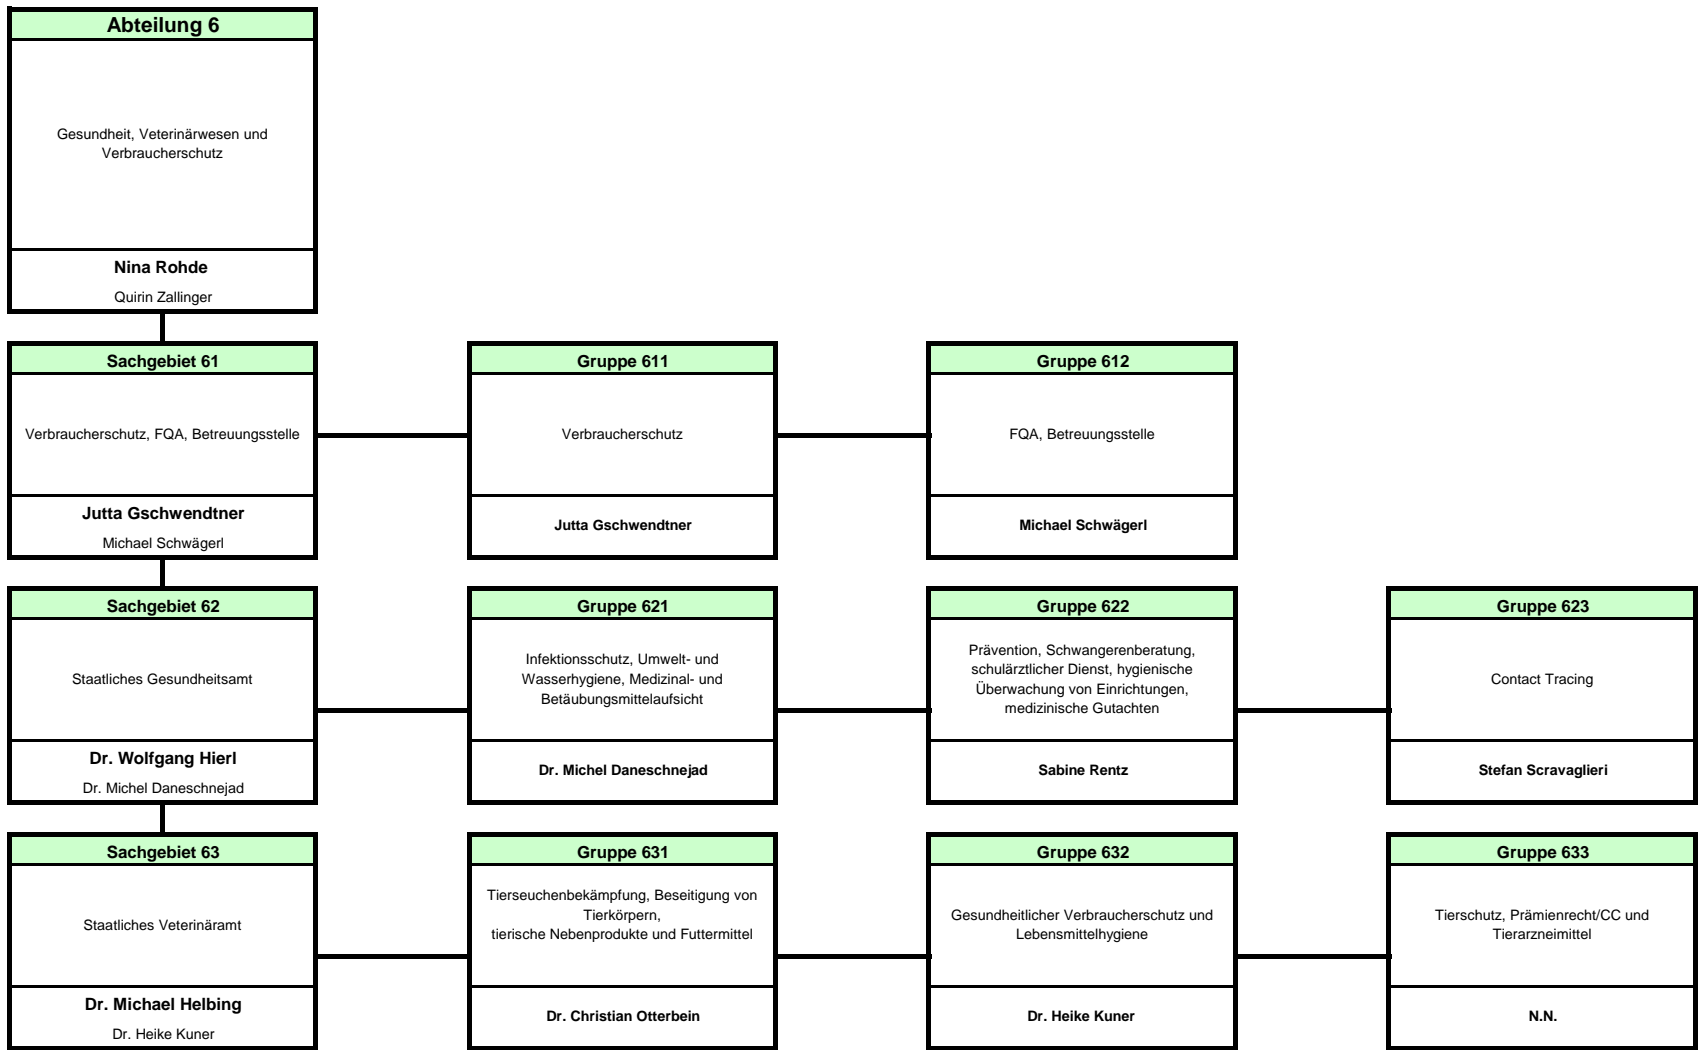 Abteilung 6
Gesundheit, Veterinärwesen und
Verbraucherschutz
Nina Rohde
Quirin Zallinger
Sachgebiet 61
Verbraucherschutz, FQA, Betreuungsstelle
Jutta Gschwendtner
Michael Schwägerl
Gruppe 611
Verbraucherschutz
Jutta Gschwendtner
Gruppe 612
FQA, Betreuungsstelle
Michael Schwägerl
Sachgebiet 62
Staatliches Gesundheitsamt
Dr. Wolfgang Hierl
Dr. Michel Daneschnejad
Gruppe 621
Infektionsschutz, Umwelt- und
Wasserhygiene, Medizinal- und
Betäubungsmittelaufsicht
Dr. Michel Daneschnejad
Gruppe 622
Prävention, Schwangerenberatung,
schulärztlicher Dienst, hygienische
Überwachung von Einrichtungen,
medizinische Gutachten
Sabine Rentz
Gruppe 623
Contact Tracing
Stefan Scravaglieri
Sachgebiet 63
Staatliches Veterinäramt
Dr. Michael Helbing
Dr. Heike Kuner
Gruppe 631
Tierseuchenbekämpfung, Beseitigung von
Tierkörpern,
tierische Nebenprodukte und Futtermittel
Dr. Christian Otterbein
Gruppe 632
Gesundheitlicher Verbraucherschutz und
Lebensmittelhygiene
Dr. Heike Kuner
Gruppe 633
Tierschutz, Prämienrecht/CC und
Tierarzneimittel
N.N.